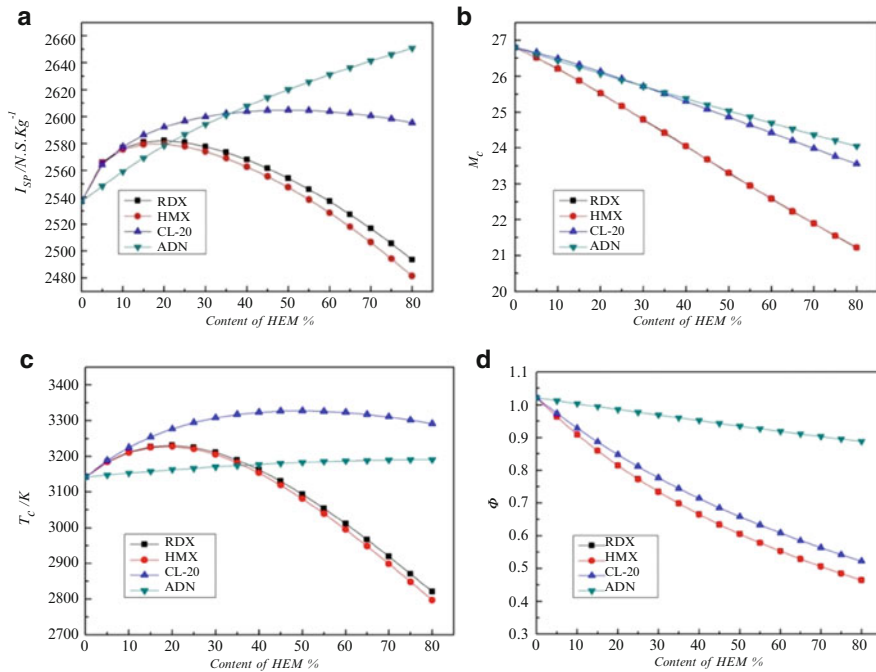 a
2660
2640
2620
2600
2580
2560
2540
2520
2500
2480
I_SP /N.S.Kg^-1
RDX
HMX
CL-20
ADN
0 10 20 30 40 50 60 70 80
Content of HEM %
b
27
26
25
24
23
22
21
20
M_c
RDX
HMX
CL-20
ADN
0 10 20 30 40 50 60 70 80
Content of HEM %
c
3400
3300
3200
3100
3000
2900
2800
2700
T_c /K
RDX
HMX
CL-20
ADN
0 10 20 30 40 50 60 70 80
Content of HEM %
d
1.1
1.0
0.9
0.8
0.7
0.6
0.5
0.4
0.3
Φ
RDX
HMX
CL-20
ADN
0 10 20 30 40 50 60 70 80
Content of HEM %